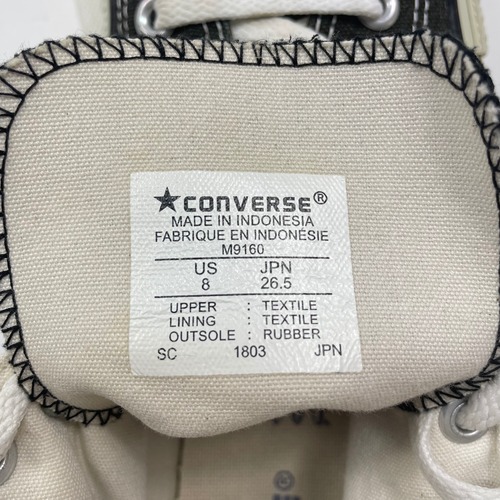 ★CONVERSE®
MADE IN INDONESIA
FABRIQUE EN INDONÉSIE
M9160
US JPN
8 26.5
UPPER : TEXTILE
LINING : TEXTILE
OUTSOLE : RUBBER
SC 1803 JPN